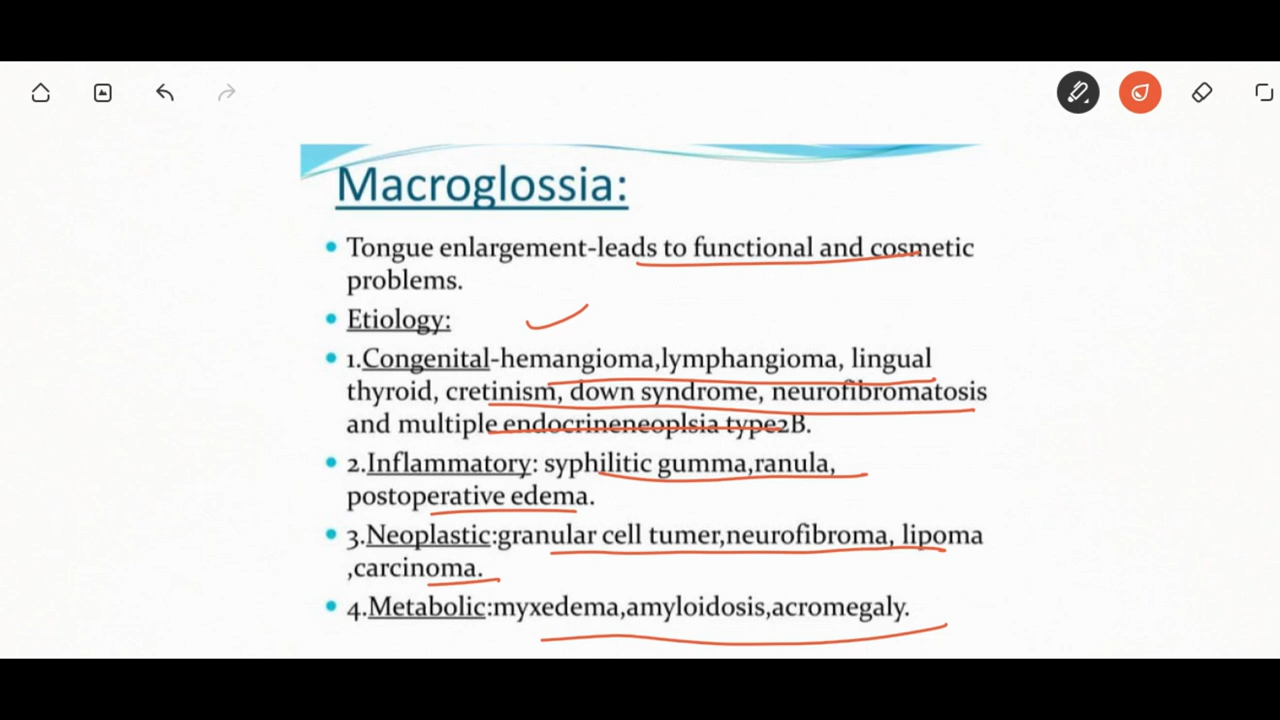 Macroglossia:
Tongue enlargement-leads to functional and cosmetic
problems.
Etiology:
1.Congenital-hemangioma,lymphangioma, lingual
thyroid, cretinism, down syndrome, neurofibromatosis
and multiple endocrineneoplsia type2B.
2.Inflammatory: syphilitic gumma,ranula,
postoperative edema.
3.Neoplastic:granular cell tumer,neurofibroma, lipoma
,carcinoma.
4.Metabolic:myxedema,amyloidosis,acromegaly.